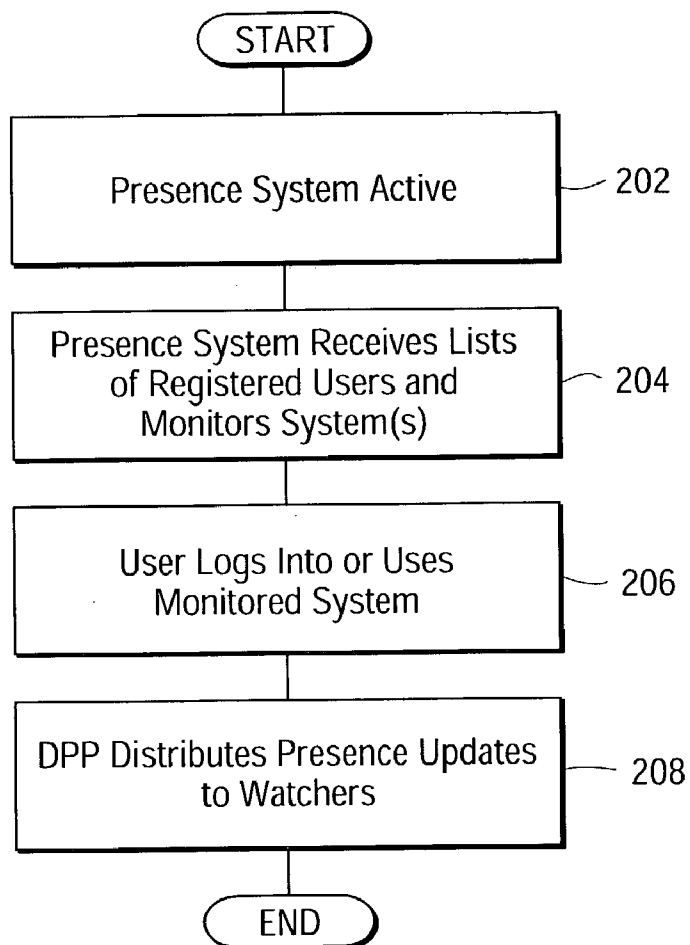 START
Presence System Active
202
Presence System Receives Lists
of Registered Users and
Monitors System(s)
204
User Logs Into or Uses
Monitored System
206
DPP Distributes Presence Updates
to Watchers
208
END